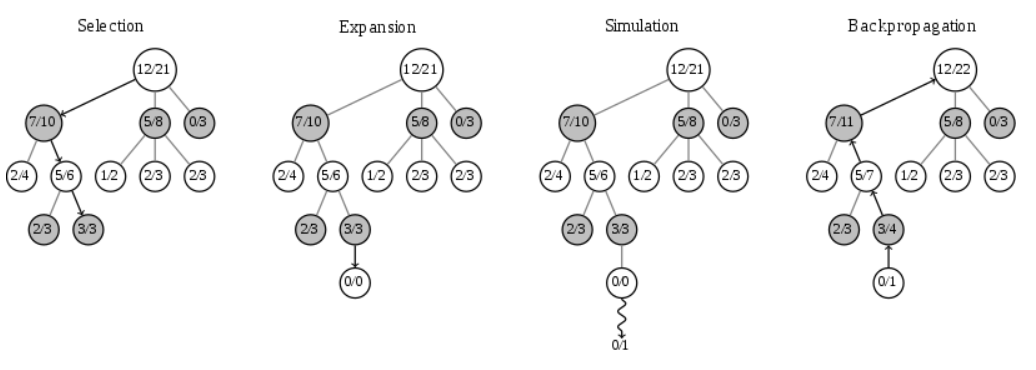 Selection Expansion Simulation Backpropagation
12/21 12/21 12/21 12/22
7/10 5/8 0/3 7/10 5/8 0/3 7/10 5/8 0/3 7/11 5/8 0/3
2/4 5/6 1/2 2/3 2/3 2/4 5/6 1/2 2/3 2/3 2/4 5/6 1/2 2/3 2/3 2/4 5/7 1/2 2/3 2/3
2/3 3/3 2/3 3/3 2/3 3/3 2/3 3/4
0/0 0/0 0/1
0/1